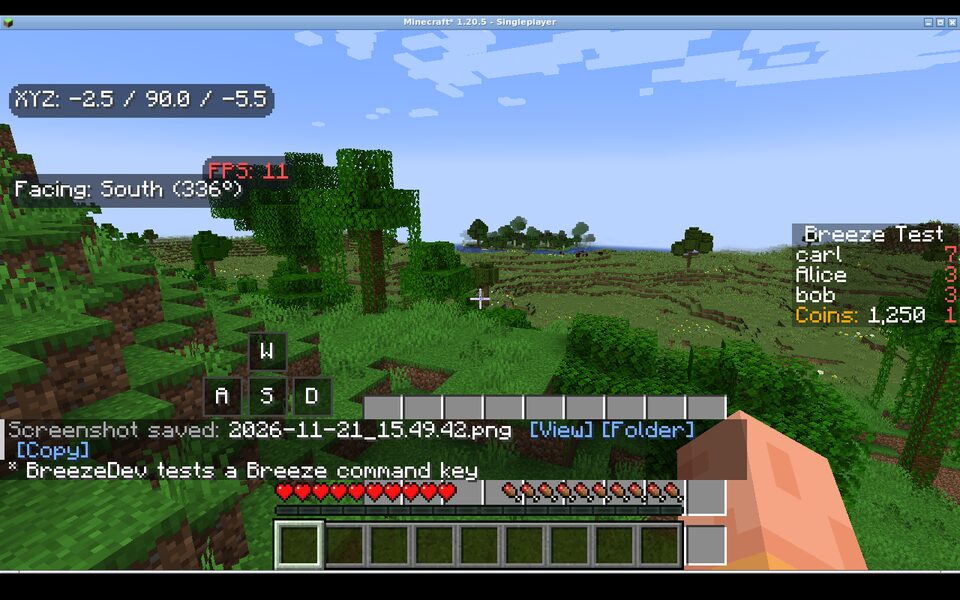 Minecraft* 1.20.5 - Singleplayer
XYZ: -2.5 / 90.0 / -5.5
FPS: 11
Facing: South (336°)
Breeze Test
carl 7
Alice 3
bob 3
Coins: 1,250 1
W
A S D
Screenshot saved: 2026-11-21_15.49.42.png [View] [Folder]
[Copy]
* BreezeDev tests a Breeze command key